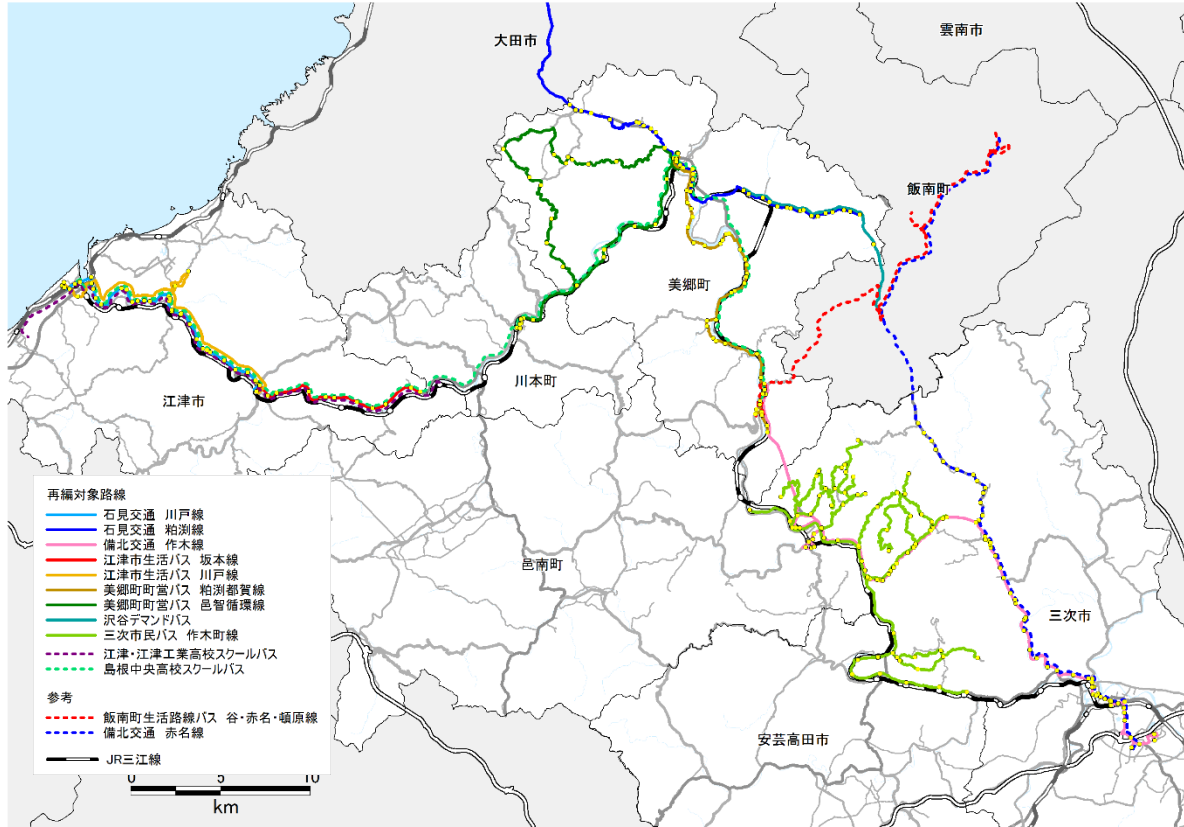 大田市
雲南市
飯南町
美郷町
川本町
江津市
邑南町
三次市
安芸高田市
再編対象路線
石見交通 川戸線
石見交通 粕渕線
備北交通 作木線
江津市生活バス 坂本線
江津市生活バス 川戸線
美郷町町営バス 粕渕都賀線
美郷町町営バス 邑智循環線
沢谷デマンドバス
三次市民バス 作木町線
江津・江津工業高校スクールバス
島根中央高校スクールバス
参考
飯南町生活路線バス 谷・赤名・頓原線
備北交通 赤名線
JR三江線
0 5 10
km